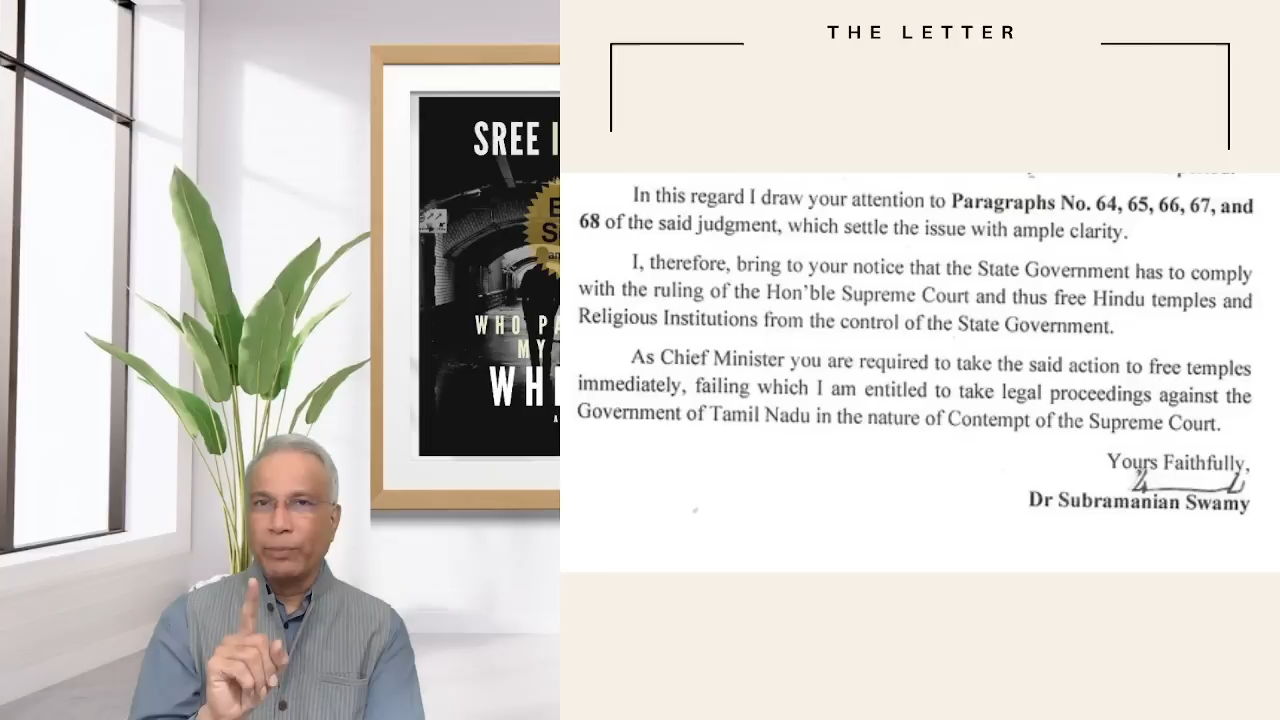 THE LETTER
SREE I
E
S
an
WHO PA
MY
WH
A
In this regard I draw your attention to Paragraphs No. 64, 65, 66, 67, and
68 of the said judgment, which settle the issue with ample clarity.
I, therefore, bring to your notice that the State Government has to comply
with the ruling of the Hon’ble Supreme Court and thus free Hindu temples and
Religious Institutions from the control of the State Government.
As Chief Minister you are required to take the said action to free temples
immediately, failing which I am entitled to take legal proceedings against the
Government of Tamil Nadu in the nature of Contempt of the Supreme Court.
Yours Faithfully,
Dr Subramanian Swamy